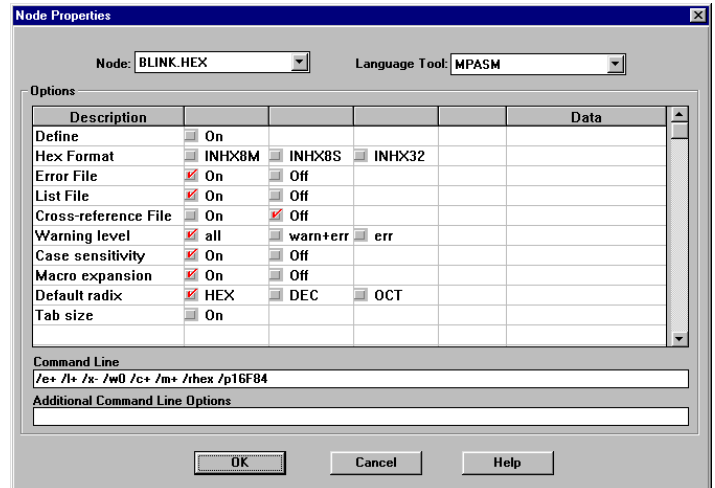 Node Properties
Node: BLINK.HEX Language Tool: MPASM
Options
Description Data
Define On
Hex Format INHX8M INHX8S INHX32
Error File On Off
List File On Off
Cross-reference File On Off
Warning level all warn+err err
Case sensitivity On Off
Macro expansion On Off
Default radix HEX DEC OCT
Tab size On
Command Line
/e+ /l+ /x- /w0 /c+ /m+ /rhex /p16F84
Additional Command Line Options
OK Cancel Help